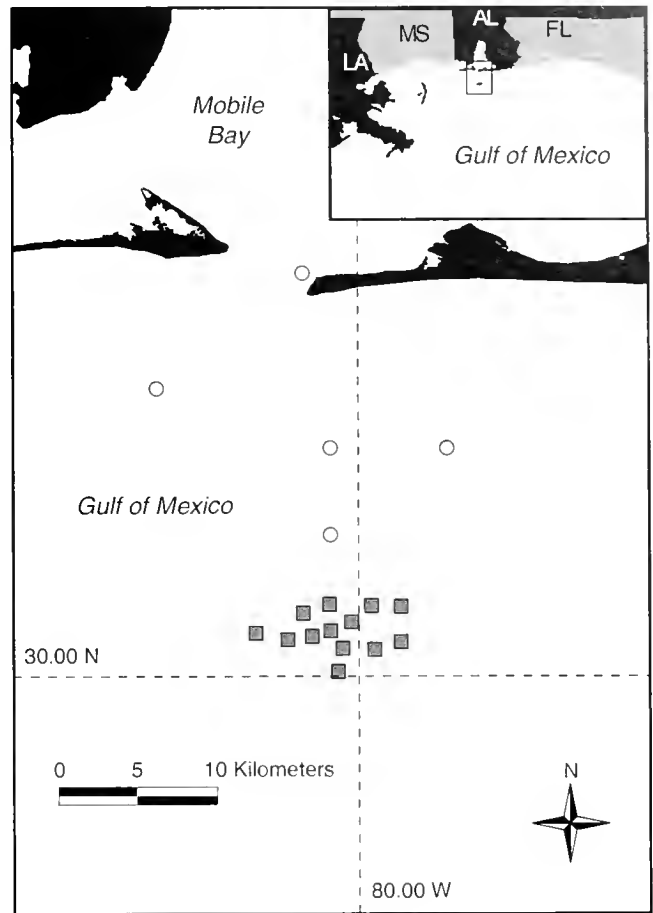 Mobile
Bay
MS
AL
FL
LA
Gulf of Mexico
Gulf of Mexico
30.00 N
0 5 10 Kilometers
N
80.00 W